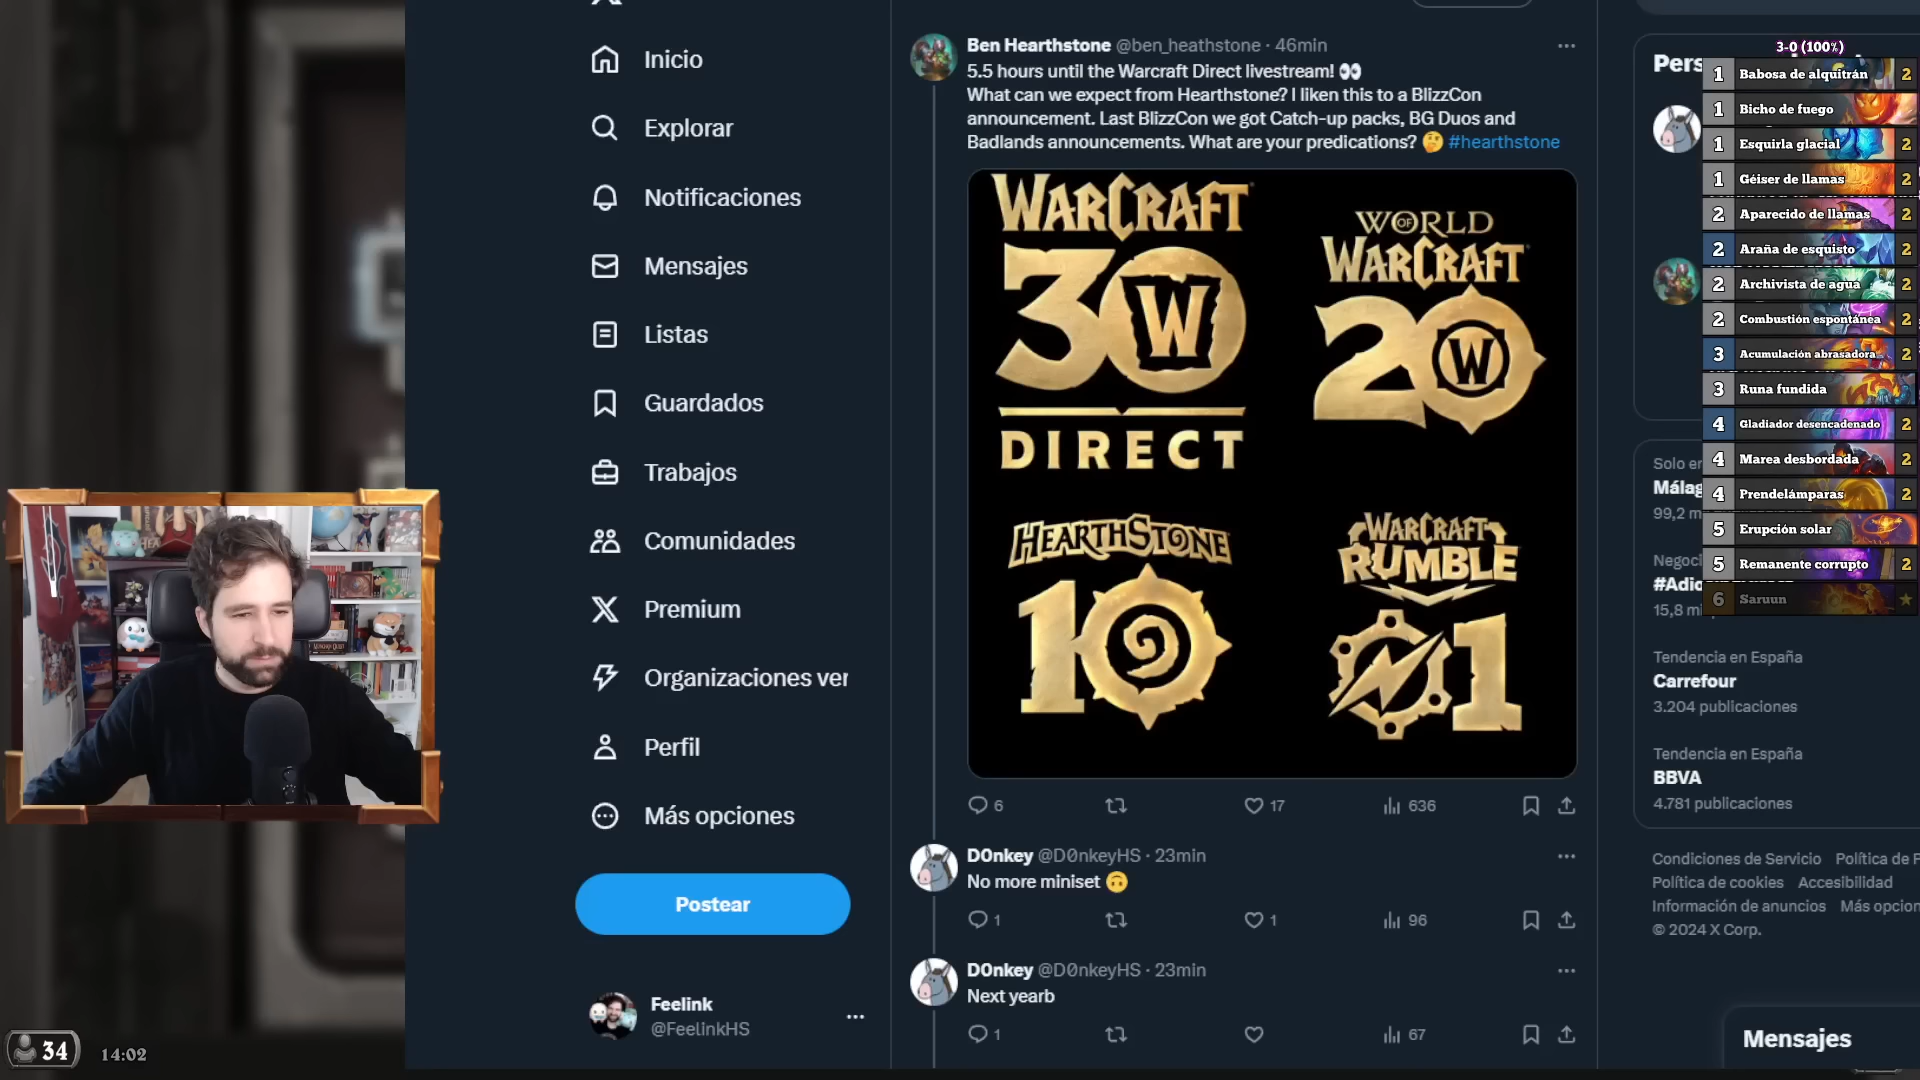 Inicio
Explorar
Notificaciones
Mensajes
Listas
Guardados
Trabajos
Comunidades
Premium
Organizaciones ver
Perfil
Más opciones
Postear
Feelink
@FeelinkHS
34
14:02
Ben Hearthstone @ben_heathstone · 46min
5.5 hours until the Warcraft Direct livestream! 👀
What can we expect from Hearthstone? I liken this to a BlizzCon
announcement. Last BlizzCon we got Catch-up packs, BG Duos and
Badlands announcements. What are your predications? 🤔 #hearthstone
WARCRAFT
30
W
DIRECT
WORLD
OF
WARCRAFT
20
W
HEARTHSTONE
10
WARCRAFT
RUMBLE
01
6
17
636
D0nkey @D0nkeyHS · 23min
No more miniset 🙃
1
1
96
D0nkey @D0nkeyHS · 23min
Next yearb
1
67
3-0 (100%)
1 Babosa de alquitrán 2
1 Bicho de fuego 2
1 Esquirla glacial 2
1 Géiser de llamas 2
2 Aparecido de llamas 2
2 Araña de esquisto 2
2 Archivista de agua 2
2 Combustión espontánea 2
3 Acumulación abrasadora 2
3 Runa fundida
4 Gladiador desencadenado 2
4 Marea desbordada 2
4 Prendelámparas 2
5 Erupción solar
5 Remanente corrupto 2
6 Saruun
Pers
Solo en
Málag
99,2 m
Negoci
#Adio
15,8 mi
Tendencia en España
Carrefour
3.204 publicaciones
Tendencia en España
BBVA
4.781 publicaciones
Condiciones de Servicio Política de P
Política de cookies Accesibilidad
Información de anuncios Más opcion
© 2024 X Corp.
Mensajes